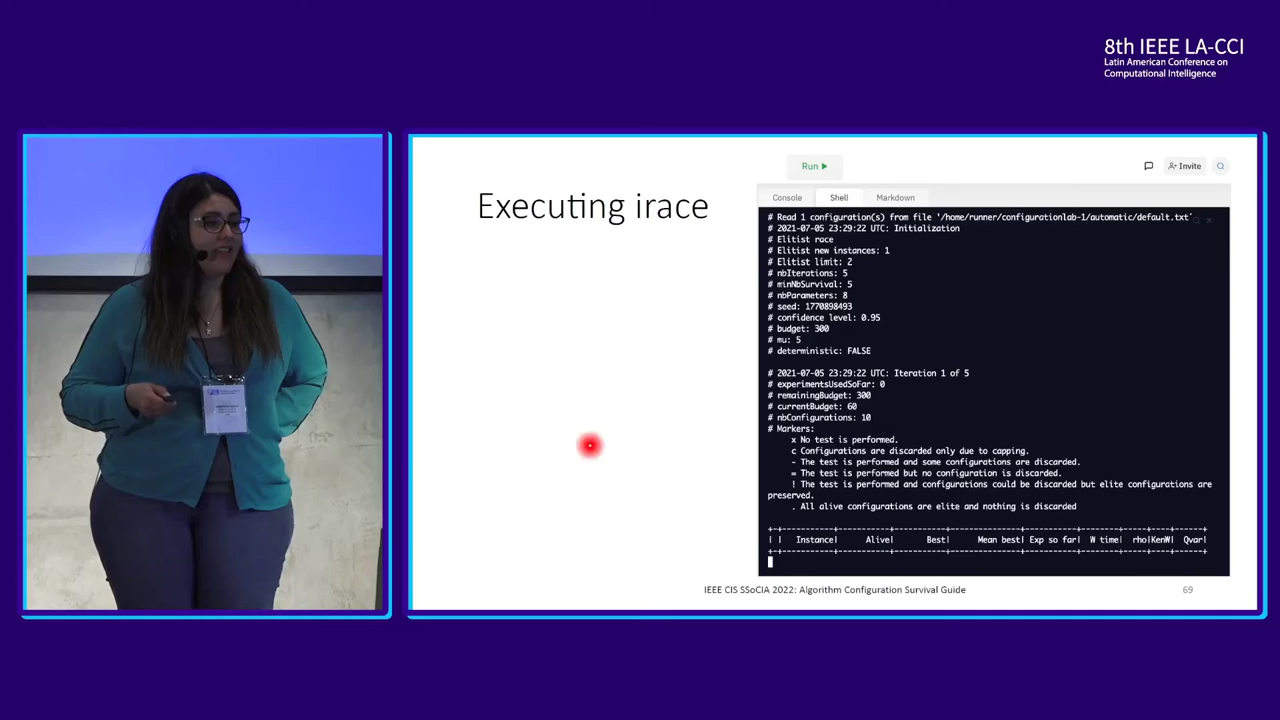 8th IEEE LA-CCI
Latin American Conference on
Computational Intelligence
Executing irace
Run
Invite
Console Shell Markdown
# Read 1 configuration(s) from file '/home/runner/configurationlab-1/automatic/default.txt'
# 2021-07-05 23:29:22 UTC: Initialization
# Elitist race
# Elitist new instances: 1
# Elitist limit: 2
# nbIterations: 5
# minNbSurvival: 5
# nbParameters: 8
# seed: 1770898493
# confidence level: 0.95
# budget: 300
# mu: 5
# deterministic: FALSE
# 2021-07-05 23:29:22 UTC: Iteration 1 of 5
# experimentsUsedSoFar: 0
# remainingBudget: 300
# currentBudget: 60
# nbConfigurations: 10
# Markers:
x No test is performed.
c Configurations are discarded only due to capping.
- The test is performed and some configurations are discarded.
= The test is performed but no configuration is discarded.
! The test is performed and configurations could be discarded but elite configurations are
preserved.
. All alive configurations are elite and nothing is discarded
+-+-----------+-----------+-----------+----------------+-----------+--------+-----+----+------+
| | Instance| Alive| Best| Mean best| Exp so far| W time| rho|KenW| Qvar|
+-+-----------+-----------+-----------+----------------+-----------+--------+-----+----+------+
IEEE CIS SSoCIA 2022: Algorithm Configuration Survival Guide 69